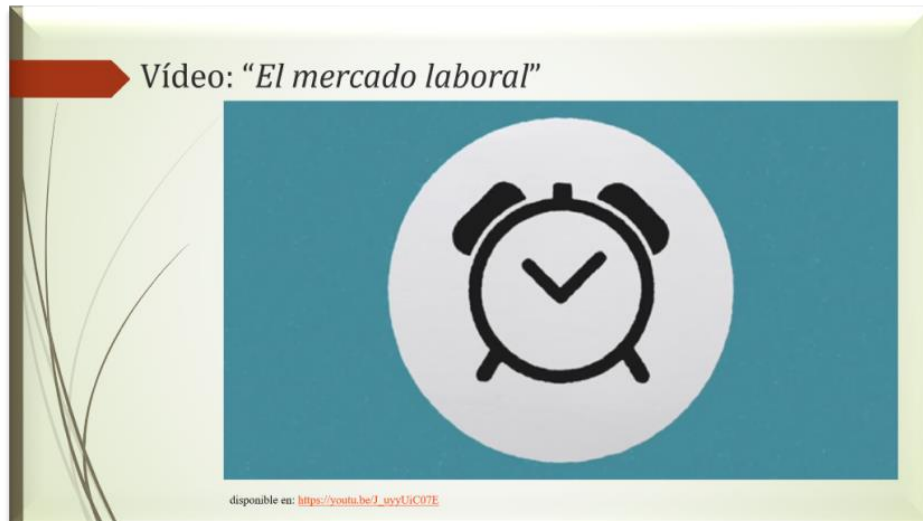 Vídeo: “El mercado laboral”
disponible en: https://youtu.be/J_uyyUiC07E